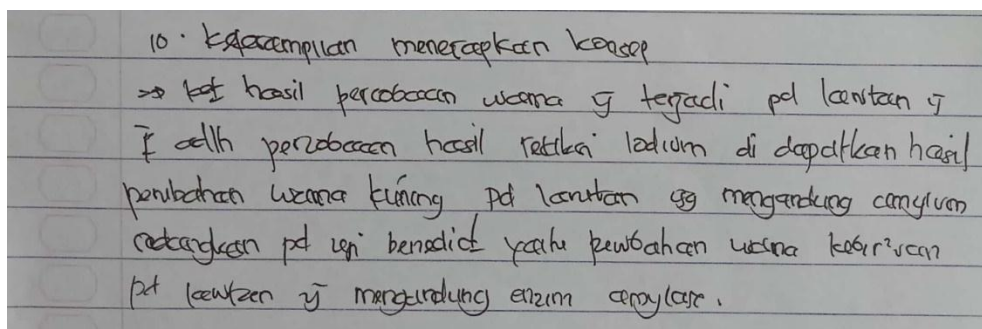 10. Keterampilan menerapkan konsep
→ hasil percobaan warna yg terjadi pd larutan yg
I adlh percobaan hasil reaksi Iodium di dapatkan hasil
perubahan warna kuning pd larutan yg mengandung amylum
sedangkan pd uji benedict yaitu perubahan warna kebir²uan
pd larutan yg mengandung enzim amylase.